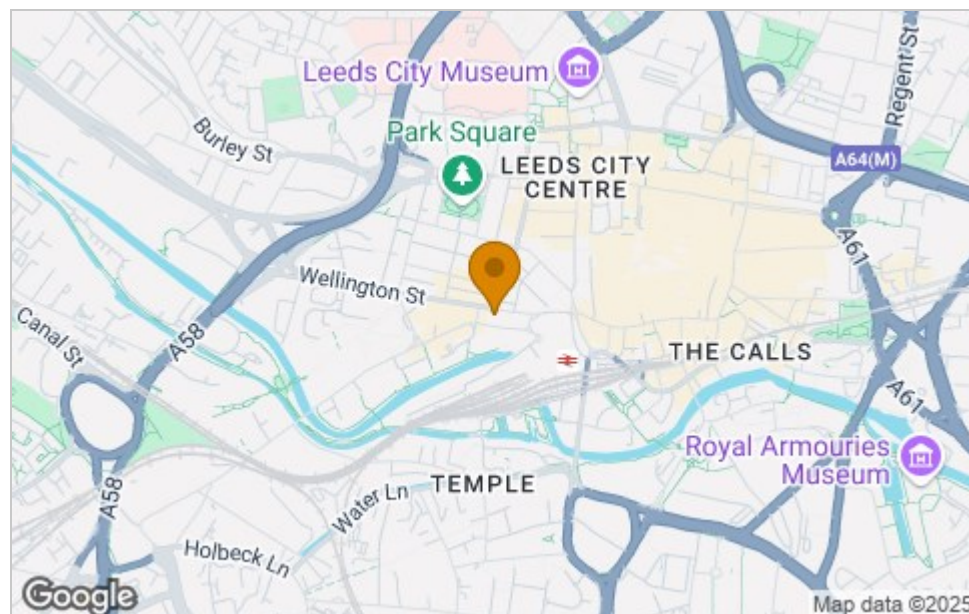 Leeds City Museum
Regent St
Burley St
Park Square
LEEDS CITY
CENTRE
A64(M)
A61
Wellington St
Canal St
A58
THE CALLS
A61
Royal Armouries
Museum
TEMPLE
Water Ln
A58
Holbeck Ln
Google
Map data ©2025